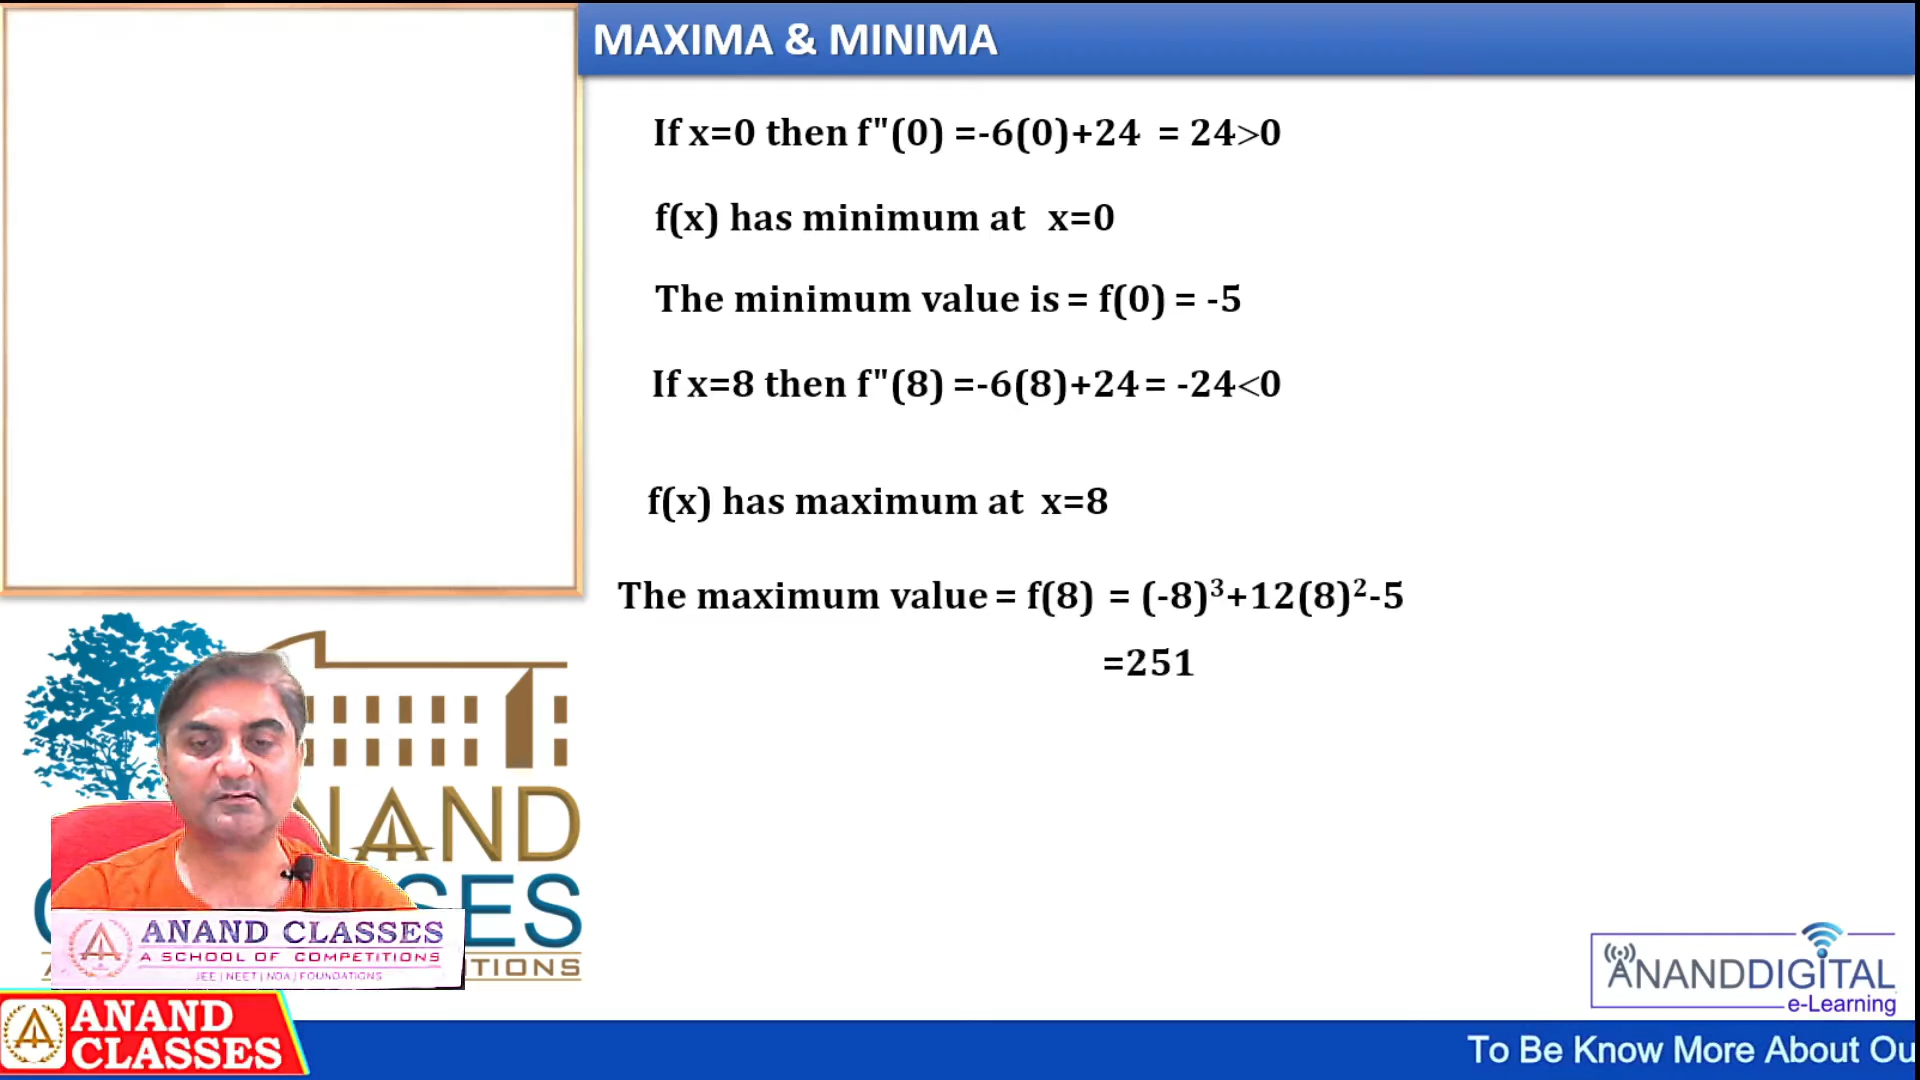 MAXIMA & MINIMA
If x=0 then f"(0) =-6(0)+24 = 24>0
f(x) has minimum at x=0
The minimum value is = f(0) = -5
If x=8 then f"(8) =-6(8)+24 = -24<0
f(x) has maximum at x=8
The maximum value = f(8) = (-8)³+12(8)²-5
=251
NAND
SES
TIONS
ANAND CLASSES
A SCHOOL OF COMPETITIONS
JEE | NEET | NDA | FOUNDATIONS
ANAND
CLASSES
ANANDDIGITAL
e-Learning
To Be Know More About Ou